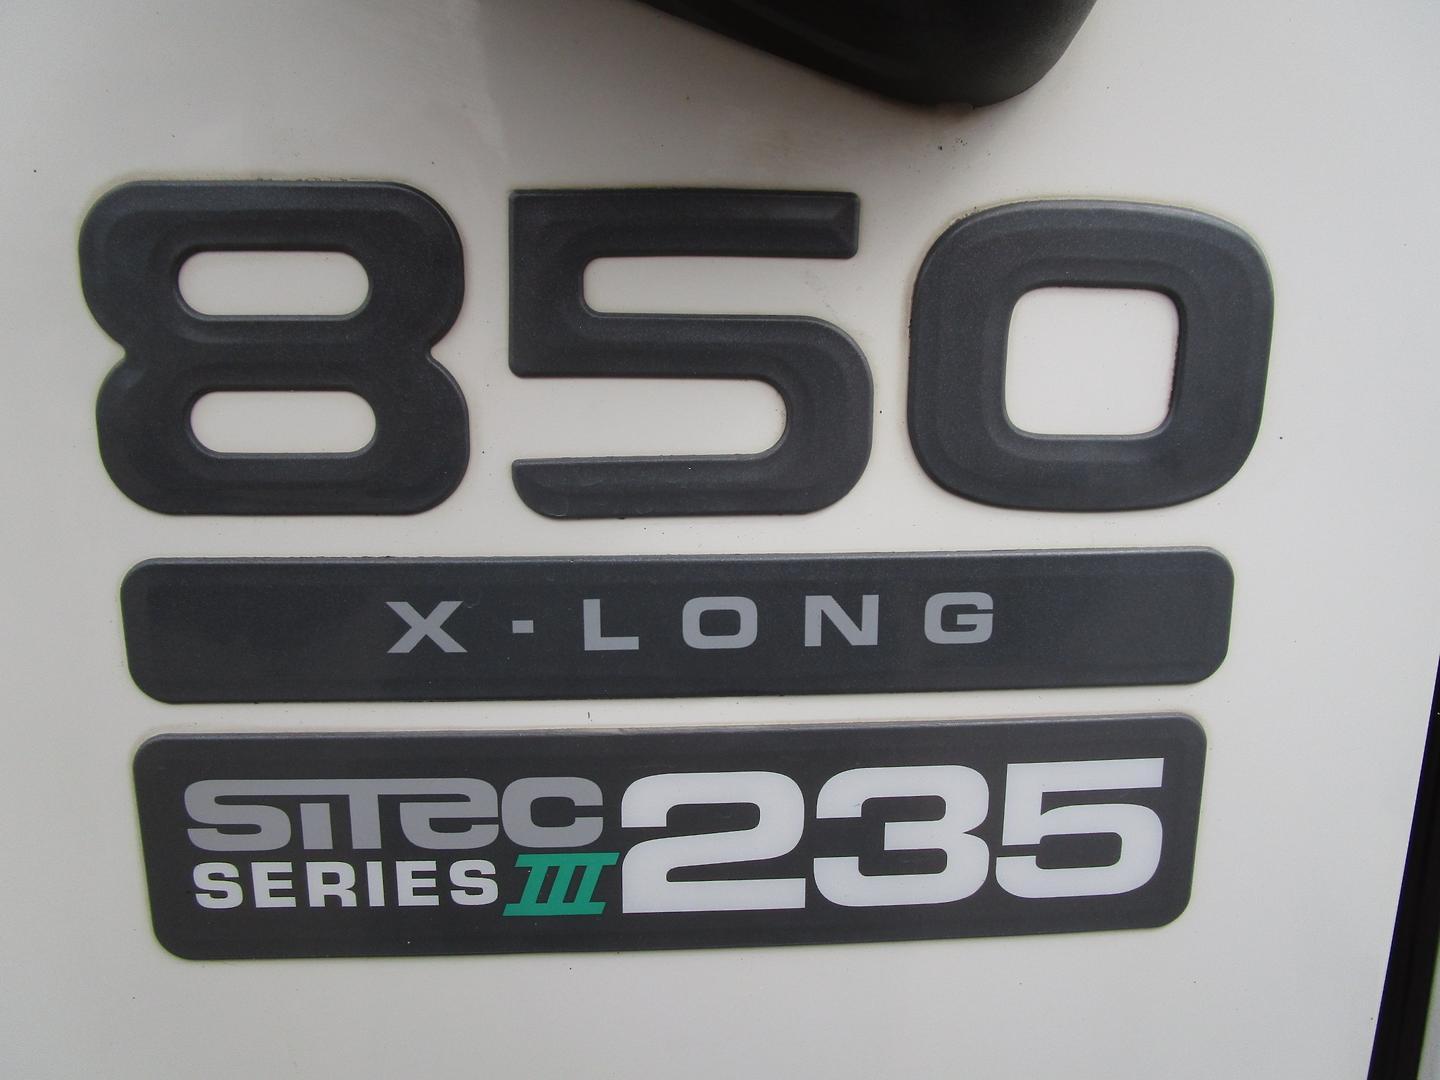 850
X-LONG
SiTEC 235
SERIES III